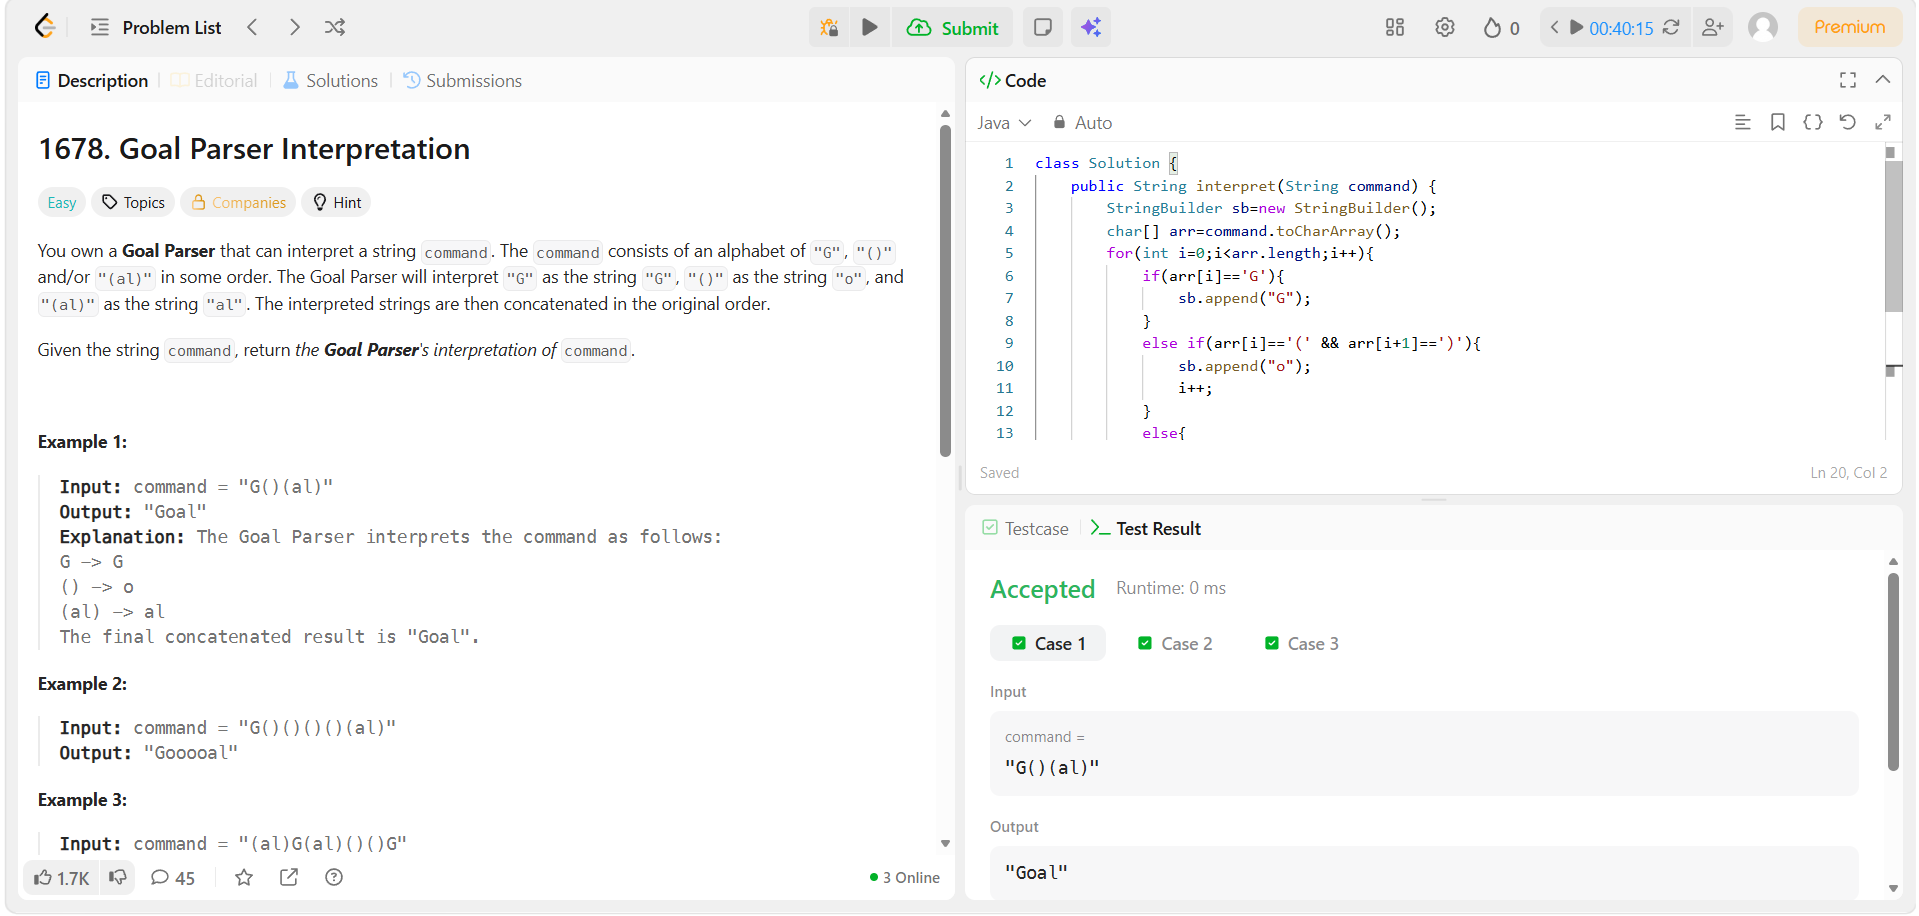 Problem List
Submit
0
00:40:15
Premium
Description
Editorial
Solutions
Submissions
1678. Goal Parser Interpretation
Easy
Topics
Companies
Hint
You own a Goal Parser that can interpret a string command. The command consists of an alphabet of "G", "()"
and/or "(al)" in some order. The Goal Parser will interpret "G" as the string "G", "()" as the string "o", and
"(al)" as the string "al". The interpreted strings are then concatenated in the original order.
Given the string command, return the Goal Parser's interpretation of command.
Example 1:
Input: command = "G()(al)"
Output: "Goal"
Explanation: The Goal Parser interprets the command as follows:
G -> G
() -> o
(al) -> al
The final concatenated result is "Goal".
Example 2:
Input: command = "G()()()()(al)"
Output: "Gooooal"
Example 3:
Input: command = "(al)G(al)()()G"
1.7K
45
3 Online
</> Code
Java
Auto
1 class Solution {
2 public String interpret(String command) {
3 StringBuilder sb=new StringBuilder();
4 char[] arr=command.toCharArray();
5 for(int i=0;i<arr.length;i++){
6 if(arr[i]=='G'){
7 sb.append("G");
8 }
9 else if(arr[i]=='(' && arr[i+1]==')'){
10 sb.append("o");
11 i++;
12 }
13 else{
Saved
Ln 20, Col 2
Testcase
Test Result
Accepted
Runtime: 0 ms
Case 1
Case 2
Case 3
Input
command =
"G()(al)"
Output
"Goal"